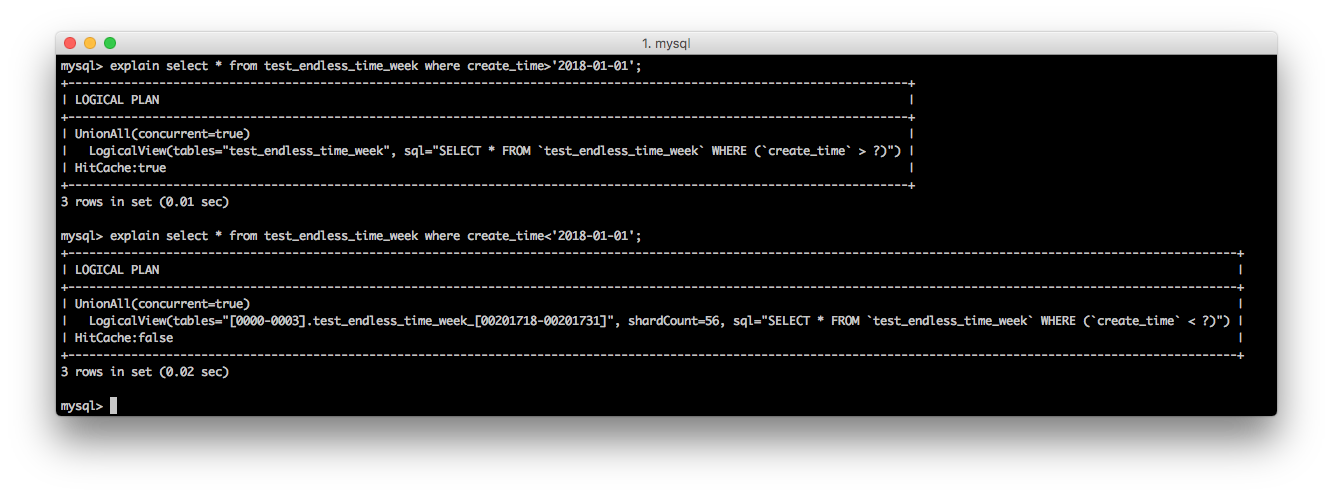 1. mysql
mysql> explain select * from test_endless_time_week where create_time>'2018-01-01';
+---------------------------------------------------------------------------------------------------------------------+
| LOGICAL PLAN                                                                                                        |
+---------------------------------------------------------------------------------------------------------------------+
| UnionAll(concurrent=true)                                                                                           |
|   LogicalView(tables="test_endless_time_week", sql="SELECT * FROM `test_endless_time_week` WHERE (`create_time` > ?)") |
| HitCache:true                                                                                                       |
+---------------------------------------------------------------------------------------------------------------------+
3 rows in set (0.01 sec)
mysql> explain select * from test_endless_time_week where create_time<'2018-01-01';
+--------------------------------------------------------------------------------------------------------------------------------------------------------------------+
| LOGICAL PLAN                                                                                                                                                       |
+--------------------------------------------------------------------------------------------------------------------------------------------------------------------+
| UnionAll(concurrent=true)                                                                                                                                          |
|   LogicalView(tables="[0000-0003].test_endless_time_week_[00201718-00201731]", shardCount=56, sql="SELECT * FROM `test_endless_time_week` WHERE (`create_time` < ?)") |
| HitCache:false                                                                                                                                                     |
+--------------------------------------------------------------------------------------------------------------------------------------------------------------------+
3 rows in set (0.02 sec)
mysql>